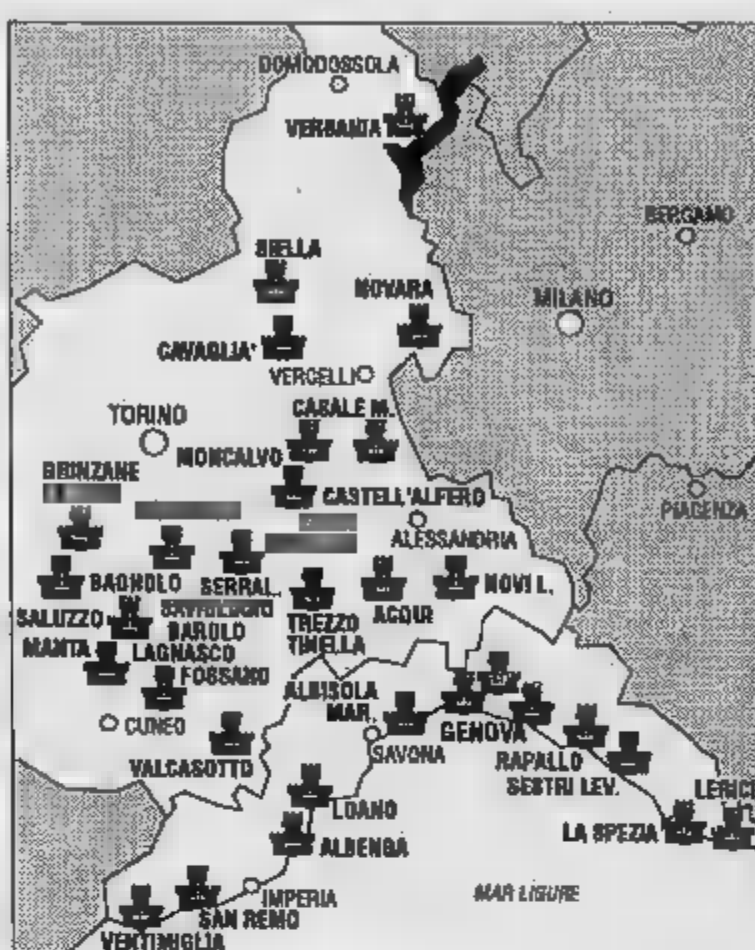 DOMODOSSOLA
VERBANIA
BERGAMO
BIELLA
NOVARA
MILANO
CAVAGLIA'
VERCELLI
CASALE M.
TORINO
MONCALVO
GRINZANE
CASTELL'ALFERO
PIACENZA
ALESSANDRIA
BAGNOLO
SERRAL.
NOVI L.
SALUZZO
BAROLO
TREZZO
TINELLA
ACQUI
MANTA
LAGNASCO
FOSSANO
ALBISOLA
MAR.
CUNEO
GENOVA
SAVONA
VALCASOTTO
RAPALLO
SESTRI LEV.
LERICI
LOANO
LA SPEZIA
ALBENGA
IMPERIA
MAR LIGURE
SAN REMO
VENTIMIGLIA